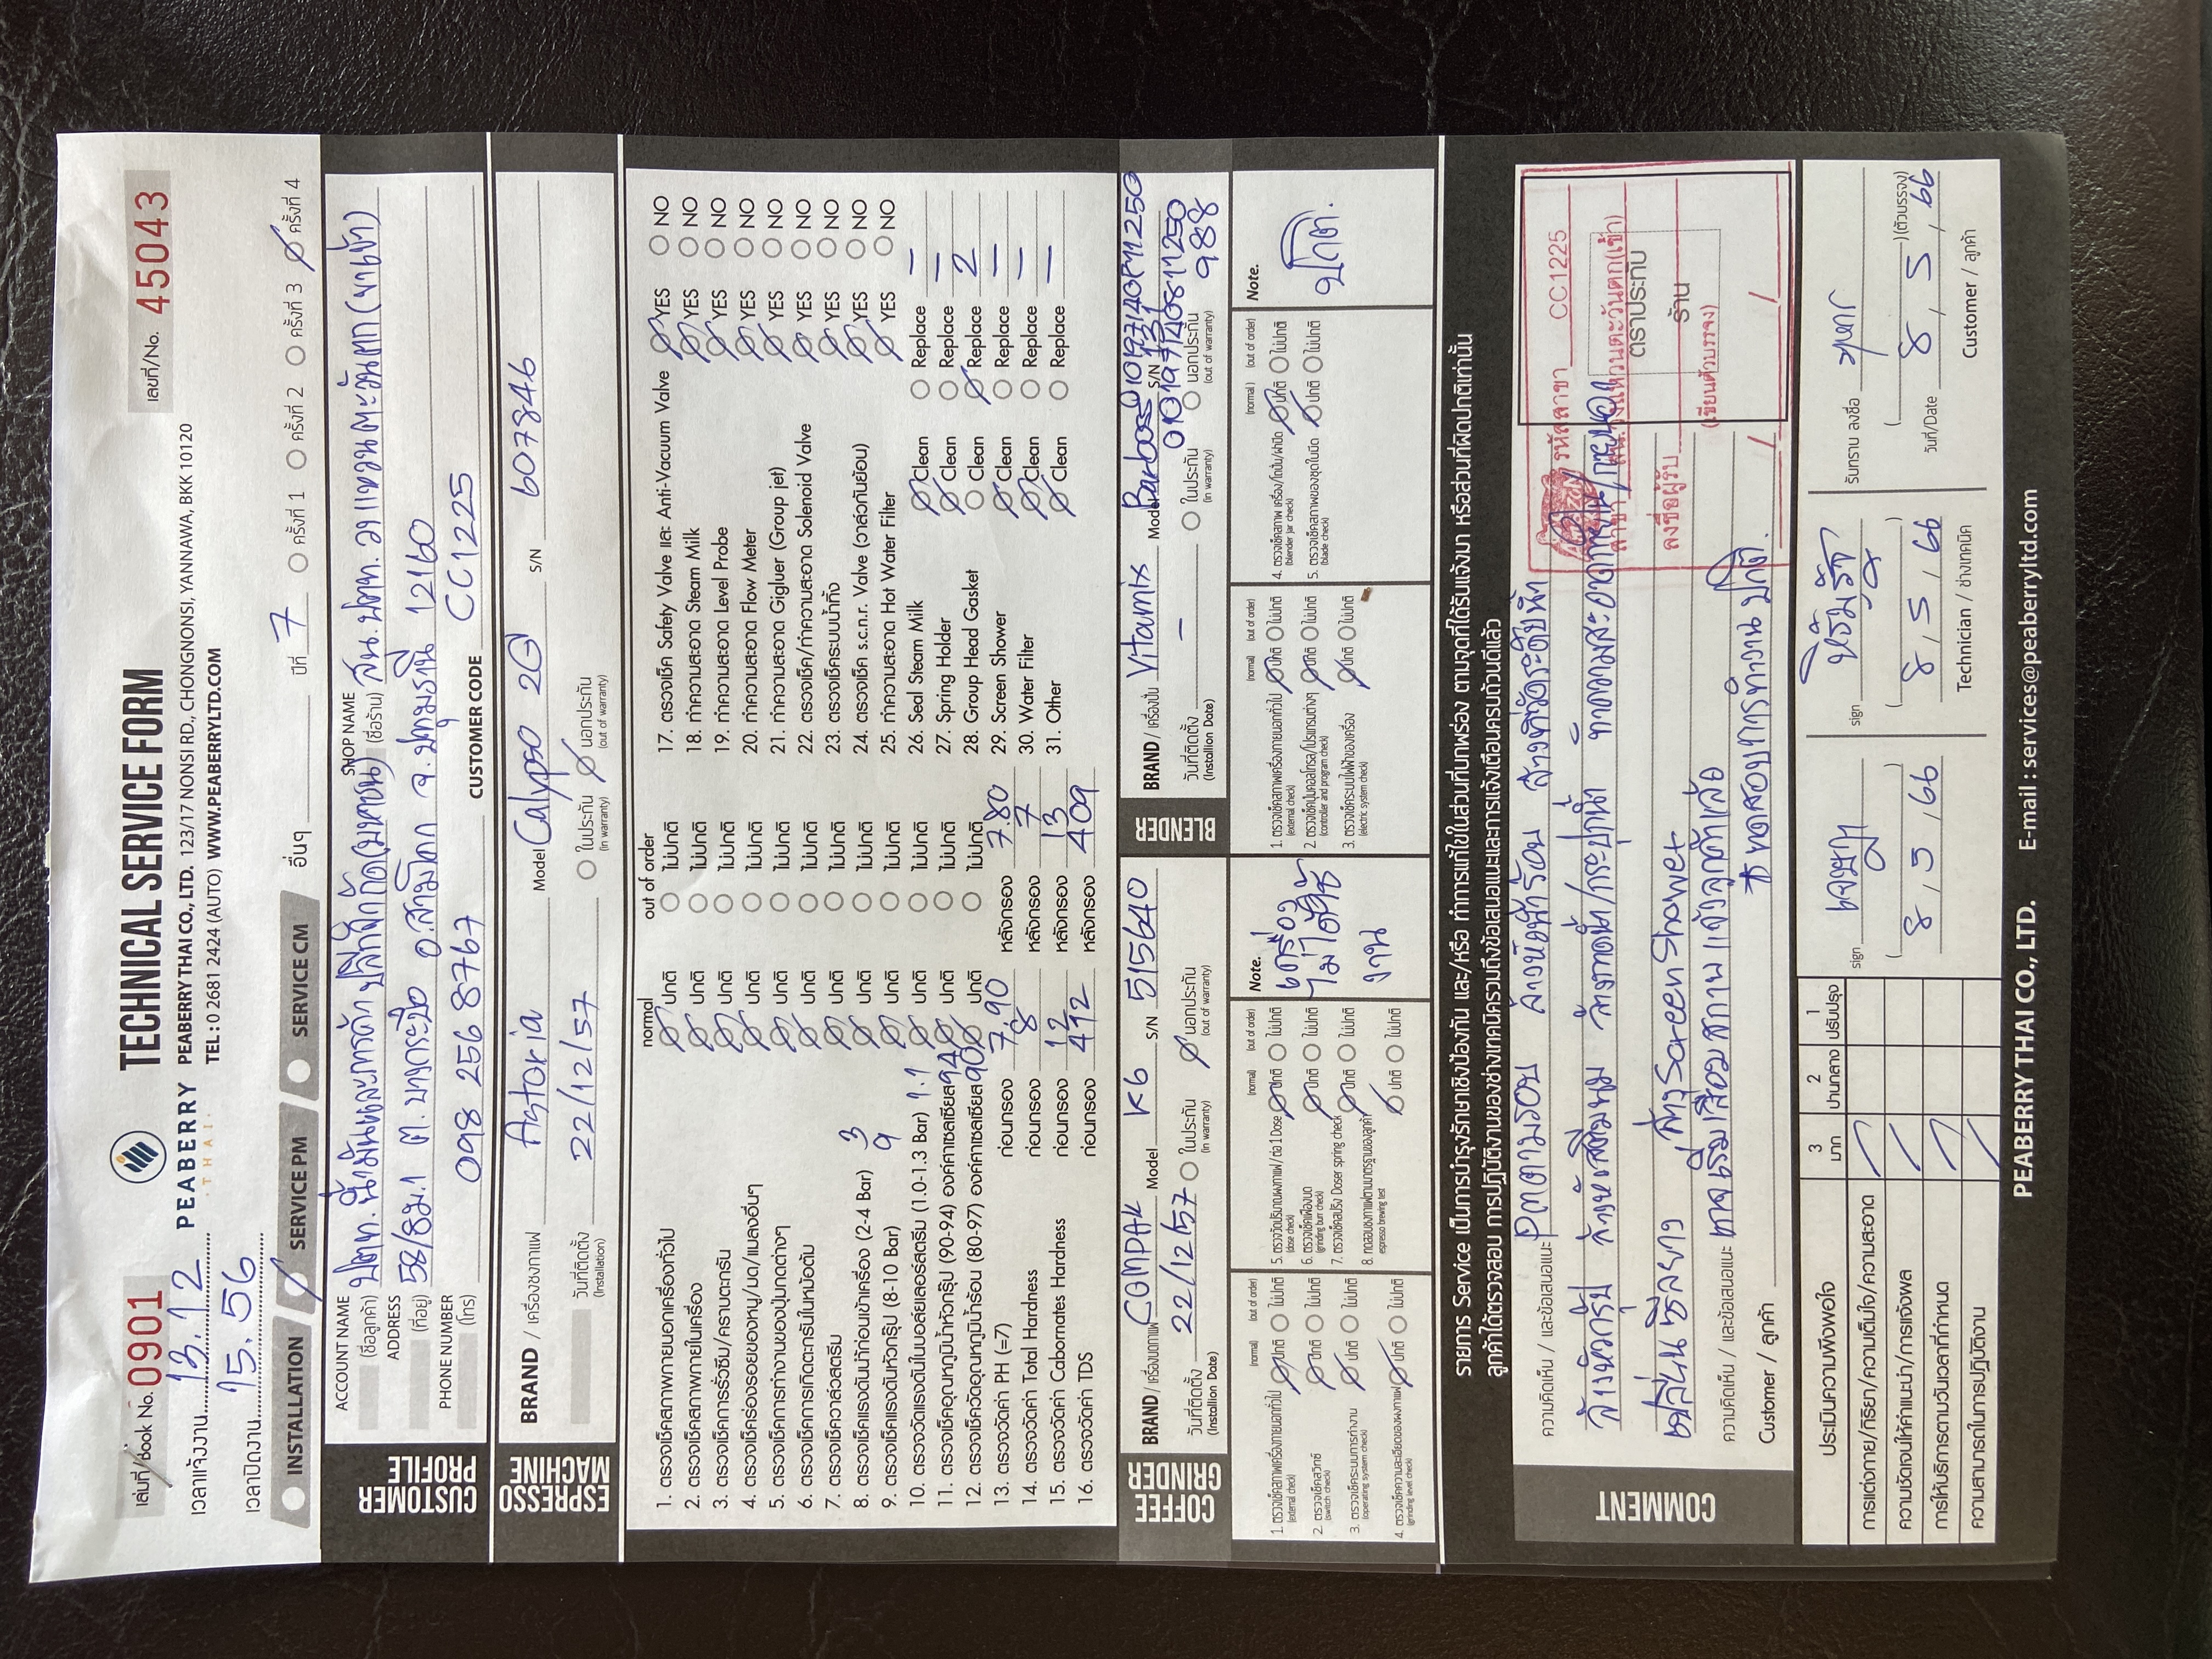 เล่มที่/Book No. 0901
TECHNICAL SERVICE FORM
เลขที่/No. 45043
PEABERRY
THAI
PEABERRY THAI CO., LTD. 123/17 NONSI RD., CHONGNONSI, YANNAWA, BKK 10120
TEL : 0 2681 2424 (AUTO) WWW.PEABERRYLTD.COM
เวลาแจ้งงาน 13.12
เวลาปิดงาน 15.56
INSTALLATION SERVICE PM SERVICE CM อื่นๆ ปีที่ 7 ครั้งที่ 1 ครั้งที่ 2 ครั้งที่ 3 ครั้งที่ 4
CUSTOMER PROFILE
ACCOUNT NAME (ชื่อลูกค้า) ปตท. น้ำมันและการค้า ปลีกจำกัด(มหาชน) SHOP NAME (ชื่อร้าน) สน. ปตท. วงแหวนตะวันตก (ขาเข้า)
ADDRESS (ที่อยู่) 58/8ม.1 ต. บางกระบือ อ.สามโคก จ. ปทุมธานี 12160
PHONE NUMBER (โทร) 098 256 8767 CUSTOMER CODE CC1225
ESPRESSO MACHINE
BRAND / เครื่องชงกาแฟ Astoria Model Calypso 2G S/N 607846
วันที่ติดตั้ง (Installation) 22/12/57 ในประกัน (in warranty) นอกประกัน (out of warranty)
normal out of order
1. ตรวจเช็คสภาพภายนอกเครื่องทั่วไป ปกติ ไม่ปกติ
2. ตรวจเช็คสภาพภายในเครื่อง ปกติ ไม่ปกติ
3. ตรวจเช็คการรั่วซึม/คราบตะกรัน ปกติ ไม่ปกติ
4. ตรวจเช็คร่องรอยของหนู/มด/แมลงอื่นๆ ปกติ ไม่ปกติ
5. ตรวจเช็คการทำงานของปุ่มกดต่างๆ ปกติ ไม่ปกติ
6. ตรวจเช็คการเกิดตะกรันในหม้อต้ม ปกติ ไม่ปกติ
7. ตรวจเช็ควาล์วสตรีม ปกติ ไม่ปกติ
8. ตรวจเช็คแรงดันน้ำก่อนเข้าเครื่อง (2-4 Bar) 3 ปกติ ไม่ปกติ
9. ตรวจเช็คแรงดันหัวกรุ๊ป (8-10 Bar) 9 ปกติ ไม่ปกติ
10. ตรวจวัดแรงดันในบอล์ยเลอร์สตรีม (1.0-1.3 Bar) 1.1 ปกติ ไม่ปกติ
11. ตรวจเช็คอุณหภูมิน้ำหัวกรุ๊ป (90-94) องค์ศาเซลเซียส 94 ปกติ ไม่ปกติ
12. ตรวจเช็ควัดอุณหภูมิน้ำร้อน (80-97) องค์ศาเซลเซียส 90 ปกติ ไม่ปกติ
13. ตรวจวัดค่า PH (=7) ก่อนกรอง 7.90 หลังกรอง 7.80
14. ตรวจวัดค่า Total Hardness ก่อนกรอง 8 หลังกรอง 7
15. ตรวจวัดค่า Cabornates Hardness ก่อนกรอง 12 หลังกรอง 13
16. ตรวจวัดค่า TDS ก่อนกรอง 412 หลังกรอง 409
17. ตรวจเช็ค Safety Valve และ Anti-Vacuum Valve YES NO
18. ทำความสะอาด Steam Milk YES NO
19. ทำความสะอาด Level Probe YES NO
20. ทำความสะอาด Flow Meter YES NO
21. ทำความสะอาด Gigluer (Group jet) YES NO
22. ตรวจเช็ค/ทำความสะอาด Solenoid Valve YES NO
23. ตรวจเช็คระบบน้ำทิ้ง YES NO
24. ตรวจเช็ค s.c.n.r. Valve (วาล์วกันย้อน) YES NO
25. ทำความสะอาด Hot Water Filter YES NO
26. Seal Steam Milk Clean Replace —
27. Spring Holder Clean Replace —
28. Group Head Gasket Clean Replace 2
29. Screen Shower Clean Replace —
30. Water Filter Clean Replace —
31. Other Clean Replace —
COFFEE GRINDER
BRAND / เครื่องบดกาแฟ COMPAK Model K6 S/N 515640
วันที่ติดตั้ง (Installion Date) 22/12/57 ในประกัน (in warranty) นอกประกัน (out of warranty)
BLENDER
BRAND / เครื่องปั่น Vitamix Model Barboss S/N 131
010197140811250
988
วันที่ติดตั้ง (Installion Date) - ในประกัน (in warranty) นอกประกัน (out of warranty)
(normal) (out of order)
1. ตรวจเช็คสภาพเครื่องภายนอกทั่วไป (external check) ปกติ ไม่ปกติ
2. ตรวจเช็คสวิทซ์ (switch check) ปกติ ไม่ปกติ
3. ตรวจเช็คระบบการทำงาน (operating system check) ปกติ ไม่ปกติ
4. ตรวจเช็คความละเอียดของผงกาแฟ (grinding level check) ปกติ ไม่ปกติ
(normal) (out of order)
5. ตรวจวัดปริมาณผงกาแฟ / ต่อ 1 Dose (dose check) ปกติ ไม่ปกติ
6. ตรวจเช็คเฟืองบด (grinding burr check) ปกติ ไม่ปกติ
7. ตรวจเช็คสปริง Doser spring check ปกติ ไม่ปกติ
8. ทดสอบชงกาแฟตามมาตรฐานของลูกค้า espresso brewing test ปกติ ไม่ปกติ
Note.
เครื่อง
ไม่ได้ใช้
งาน
(normal) (out of order)
1. ตรวจเช็คสภาพเครื่องภายนอกทั่วไป (external check) ปกติ ไม่ปกติ
2. ตรวจเช็คปุ่มคอลโทรล/โปรแกรมต่างๆ (controller and program check) ปกติ ไม่ปกติ
3. ตรวจเช็คระบบไฟฟ้าของเครื่อง (electric system check) ปกติ ไม่ปกติ
(normal) (out of order)
4. ตรวจเช็คสภาพ เครื่อง/โถปั่น/ฝาปิด (blender jar check) ปกติ ไม่ปกติ
5. ตรวจเช็คสภาพของชุดใบมีด (blade check) ปกติ ไม่ปกติ
Note.
ปกติ.
รายการ Service เป็นการบำรุงรักษาเชิงป้องกัน และ/หรือ ทำการแก้ไขในส่วนที่บกพร่อง ตามจุดที่ได้รับแจ้งมา หรือส่วนที่ผิดปกติเท่านั้น
ลูกค้าได้ตรวจสอบ การปฏิบัติงานของช่างเทคนิครวมถึงข้อเสนอแนะและการแจ้งเตือนครบถ้วนดีแล้ว
COMMENT
ความคิดเห็น / และข้อเสนอแนะ PMตามรอบ ล้างหัวน้ำร้อน ล้างที่วัดระดับน้ำ
ล้างหัวกรุ๊ป ล้างหัวสตีมนม ล้างถาดน้ำ/กระปุกน้ำ ทำความสะอาดภายใน/ภายนอก
เปลี่ยน ซีลยาง ล้าง Screen Shower
ความคิดเห็น / และข้อเสนอแนะ เกจเริ่มเสื่อมสภาพ แจ้งลูกค้าแล้ว
* ทดสอบการทำงาน ปกติ.
Customer / ลูกค้า
รหัสสาขา CC1225
สาขา สน.วงแหวนตะวันตก(เข้า)
ลงชื่อผู้รับ
(เขียนตัวบรรจง)
ตราประทับ
ร้าน
ประเมินความพึงพอใจ 3 มาก 2 ปานกลาง 1 ปรับปรุง
การแต่งกาย/กิริยา/ความเต็มใจ/ความสะอาด
ความชัดเจนให้คำแนะนำ/การแจ้งผล
การให้บริการตามวันเวลาที่กำหนด
ความสามารถในการปฏิบัติงาน
sign
8 , 5 , 66
sign
8 , 5 , 66
Technician / ช่างเทคนิค
รับทราบ ลงชื่อ
(ตัวบรรจง)
วันที่/Date 8 , 5 , 66
Customer / ลูกค้า
PEABERRY THAI CO., LTD. E-mail : services@peaberryltd.com